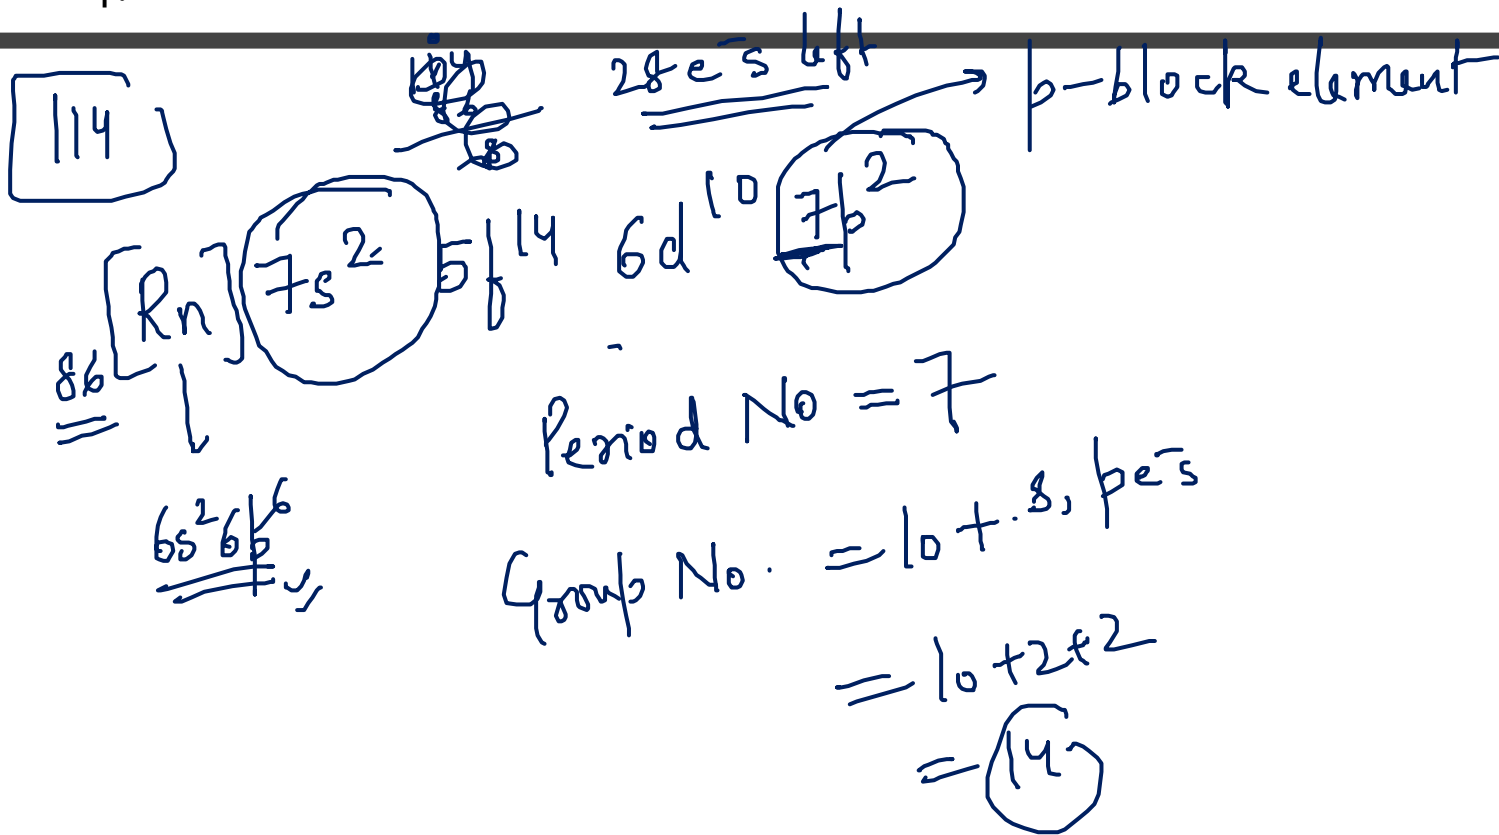 114
28 e⁻s left
p-block element
[Rn] 7s² 5f¹⁴ 6d¹⁰ 7p²
86
6s² 6p⁶
Period No = 7
Group No. = 10 + s, p e⁻s
= 10+2+2
= 14